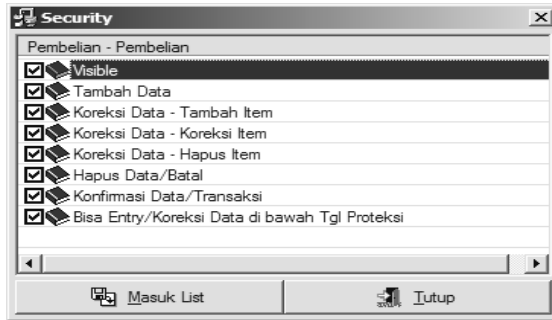 Security
Pembelian - Pembelian
Visible
Tambah Data
Koreksi Data - Tambah Item
Koreksi Data - Koreksi Item
Koreksi Data - Hapus Item
Hapus Data/Batal
Konfirmasi Data/Transaksi
Bisa Entry/Koreksi Data di bawah Tgl Proteksi
Masuk List Tutup